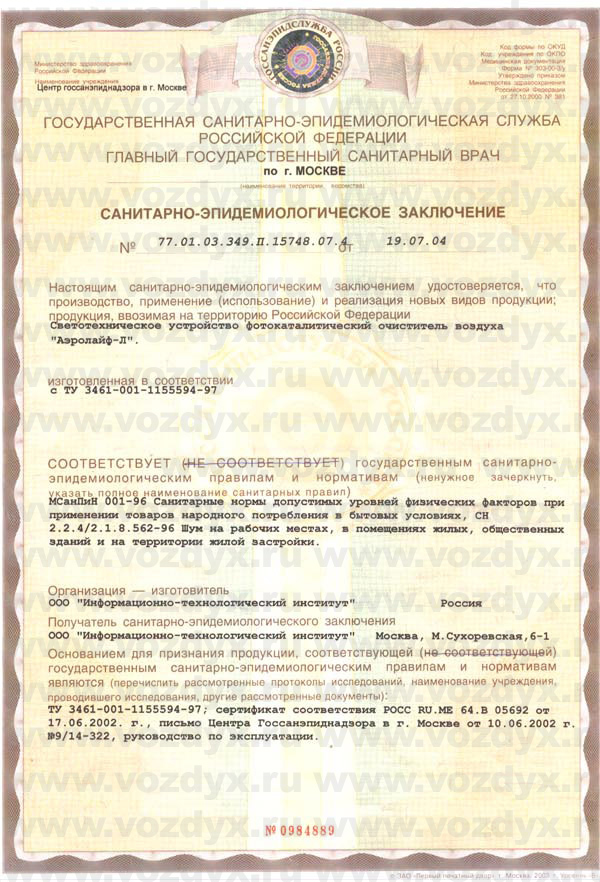 ГОССАНЭПИДСЛУЖБА РОССИИ
Министерство здравоохранения
Российской Федерации
Наименование учреждения
Центр госсанэпиднадзора в г. Москве
Код формы по ОКУД
Код. учреждения по ОКПО
Медицинская документация
Форма № 303-00-3/у
Утверждена приказом
Министерства здравоохранения
Российской Федерации
от 27.10.2000 № 381
ГОСУДАРСТВЕННАЯ САНИТАРНО-ЭПИДЕМИОЛОГИЧЕСКАЯ СЛУЖБА
РОССИЙСКОЙ ФЕДЕРАЦИИ
ГЛАВНЫЙ ГОСУДАРСТВЕННЫЙ САНИТАРНЫЙ ВРАЧ
по г. МОСКВЕ
(наименование территории, ведомства)
САНИТАРНО-ЭПИДЕМИОЛОГИЧЕСКОЕ ЗАКЛЮЧЕНИЕ
№ 77.01.03.349.П.15748.07.4 от 19.07.04
Настоящим санитарно-эпидемиологическим заключением удостоверяется, что
производство, применение (использование) и реализация новых видов продукции;
продукция, ввозимая на территорию Российской Федерации
Светотехническое устройство фотокаталитический очиститель воздуха
"Аэролайф-Л".
изготовленная в соответствии
с ТУ 3461-001-1155594-97
СООТВЕТСТВУЕТ (НЕ СООТВЕТСТВУЕТ) государственным санитарно-
эпидемиологическим правилам и нормативам (ненужное зачеркнуть,
указать полное наименование санитарных правил)
МСанПиН 001-96 Санитарные нормы допустимых уровней физических факторов при
применении товаров народного потребления в бытовых условиях, СН
2.2.4/2.1.8.562-96 Шум на рабочих местах, в помещениях жилых, общественных
зданий и на территории жилой застройки.
Организация — изготовитель
ООО "Информационно-технологический институт" Россия
Получатель санитарно-эпидемиологического заключения
ООО "Информационно-технологический институт" Москва, М.Сухоревская,6-1
Основанием для признания продукции, соответствующей (не соответствующей)
государственным санитарно-эпидемиологическим правилам и нормативам
являются (перечислить рассмотренные протоколы исследований, наименование учреждения,
проводившего исследования, другие рассмотренные документы):
ТУ 3461-001-1155594-97; сертификат соответствия РОСС RU.МЕ 64.В 05692 от
17.06.2002. г., письмо Центра Госсанэпиднадзора в г. Москве от 10.06.2002 г.
№9/14-322, руководство по эксплуатации.
№ 0984889
www.vozdyx.ru